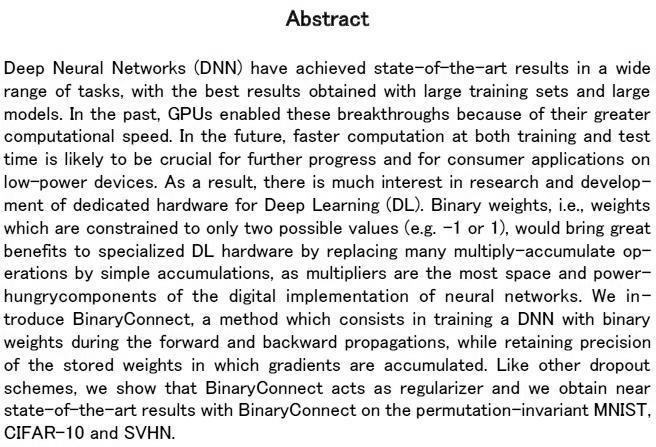 Abstract
Deep Neural Networks (DNN) have achieved state-of-the-art results in a wide
range of tasks, with the best results obtained with large training sets and large
models. In the past, GPUs enabled these breakthroughs because of their greater
computational speed. In the future, faster computation at both training and test
time is likely to be crucial for further progress and for consumer applications on
low-power devices. As a result, there is much interest in research and develop-
ment of dedicated hardware for Deep Learning (DL). Binary weights, i.e., weights
which are constrained to only two possible values (e.g. -1 or 1), would bring great
benefits to specialized DL hardware by replacing many multiply-accumulate op-
erations by simple accumulations, as multipliers are the most space and power-
hungrycomponents of the digital implementation of neural networks. We in-
troduce BinaryConnect, a method which consists in training a DNN with binary
weights during the forward and backward propagations, while retaining precision
of the stored weights in which gradients are accumulated. Like other dropout
schemes, we show that BinaryConnect acts as regularizer and we obtain near
state-of-the-art results with BinaryConnect on the permutation-invariant MNIST,
CIFAR-10 and SVHN.